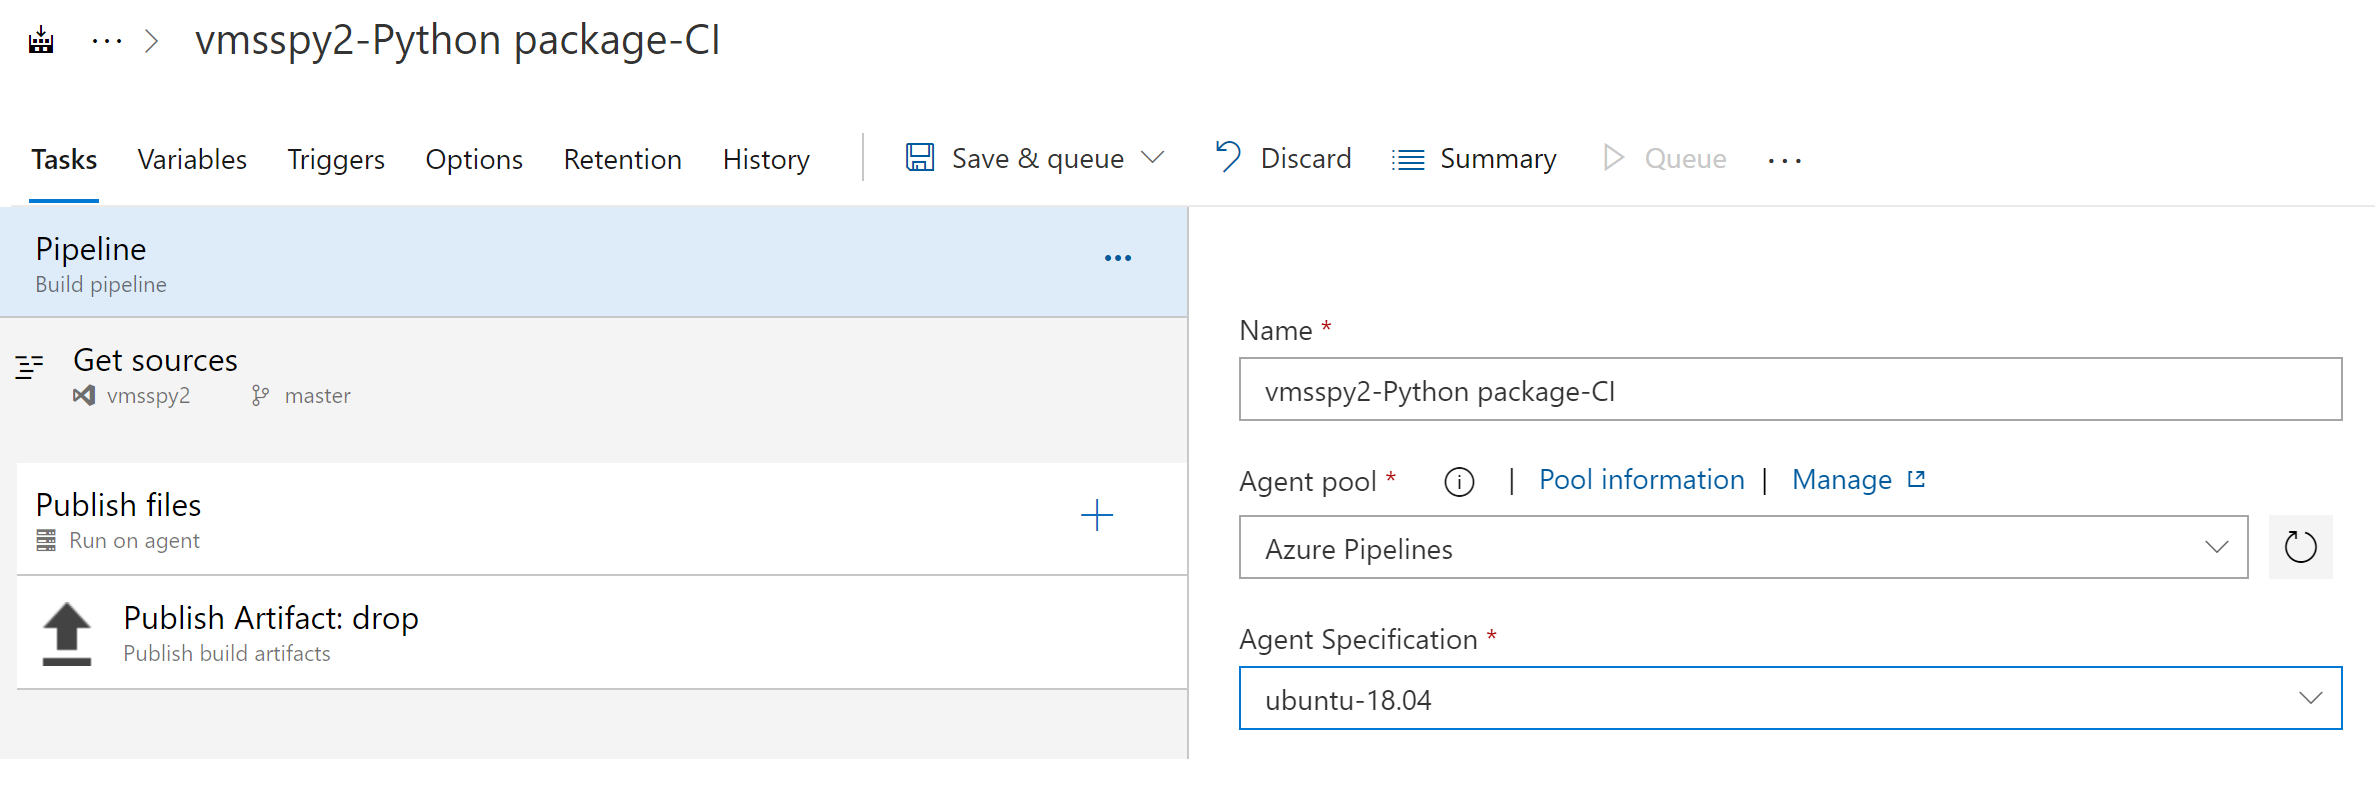 ... > vmsspy2-Python package-CI
Tasks Variables Triggers Options Retention History | Save & queue Discard Summary Queue ...
Pipeline ...
Build pipeline
Get sources
vmsspy2 master
Publish files
Run on agent
Publish Artifact: drop
Publish build artifacts
Name *
vmsspy2-Python package-CI
Agent pool * | Pool information | Manage
Azure Pipelines
Agent Specification *
ubuntu-18.04